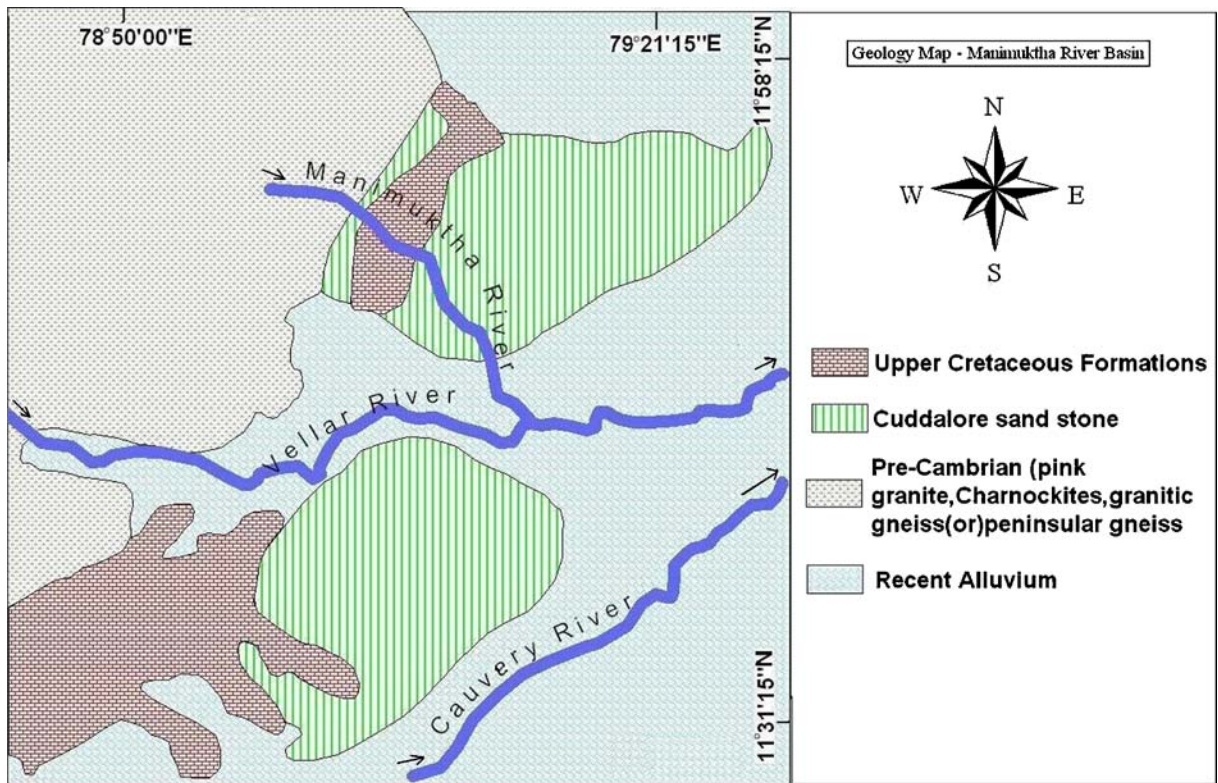 78°50'00"E
79°21'15"E
11°58'15"N
Manimuktha River
Vellar River
Cauvery River
11°31'15"N
Geology Map - Manimuktha River Basin
N
W
E
S
Upper Cretaceous Formations
Cuddalore sand stone
Pre-Cambrian (pink
granite,Charnockites,granitic
gneiss(or)peninsular gneiss
Recent Alluvium